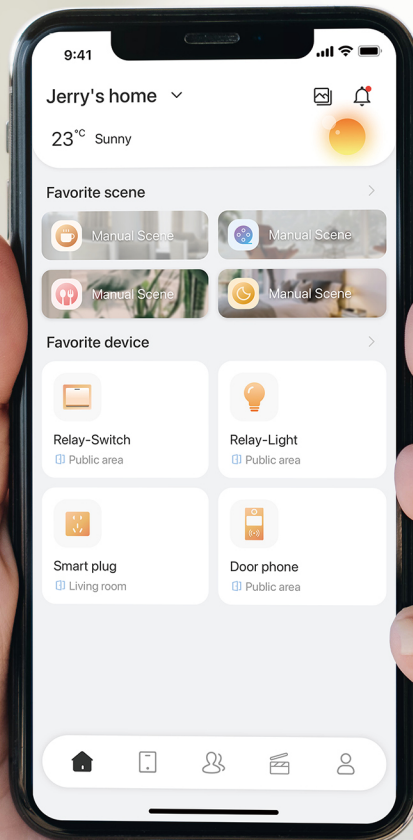 9:41
Jerry's home
23°C Sunny
Favorite scene
Manual Scene
Manual Scene
Manual Scene
Manual Scene
Favorite device
Relay-Switch
Public area
Relay-Light
Public area
Smart plug
Living room
Door phone
Public area